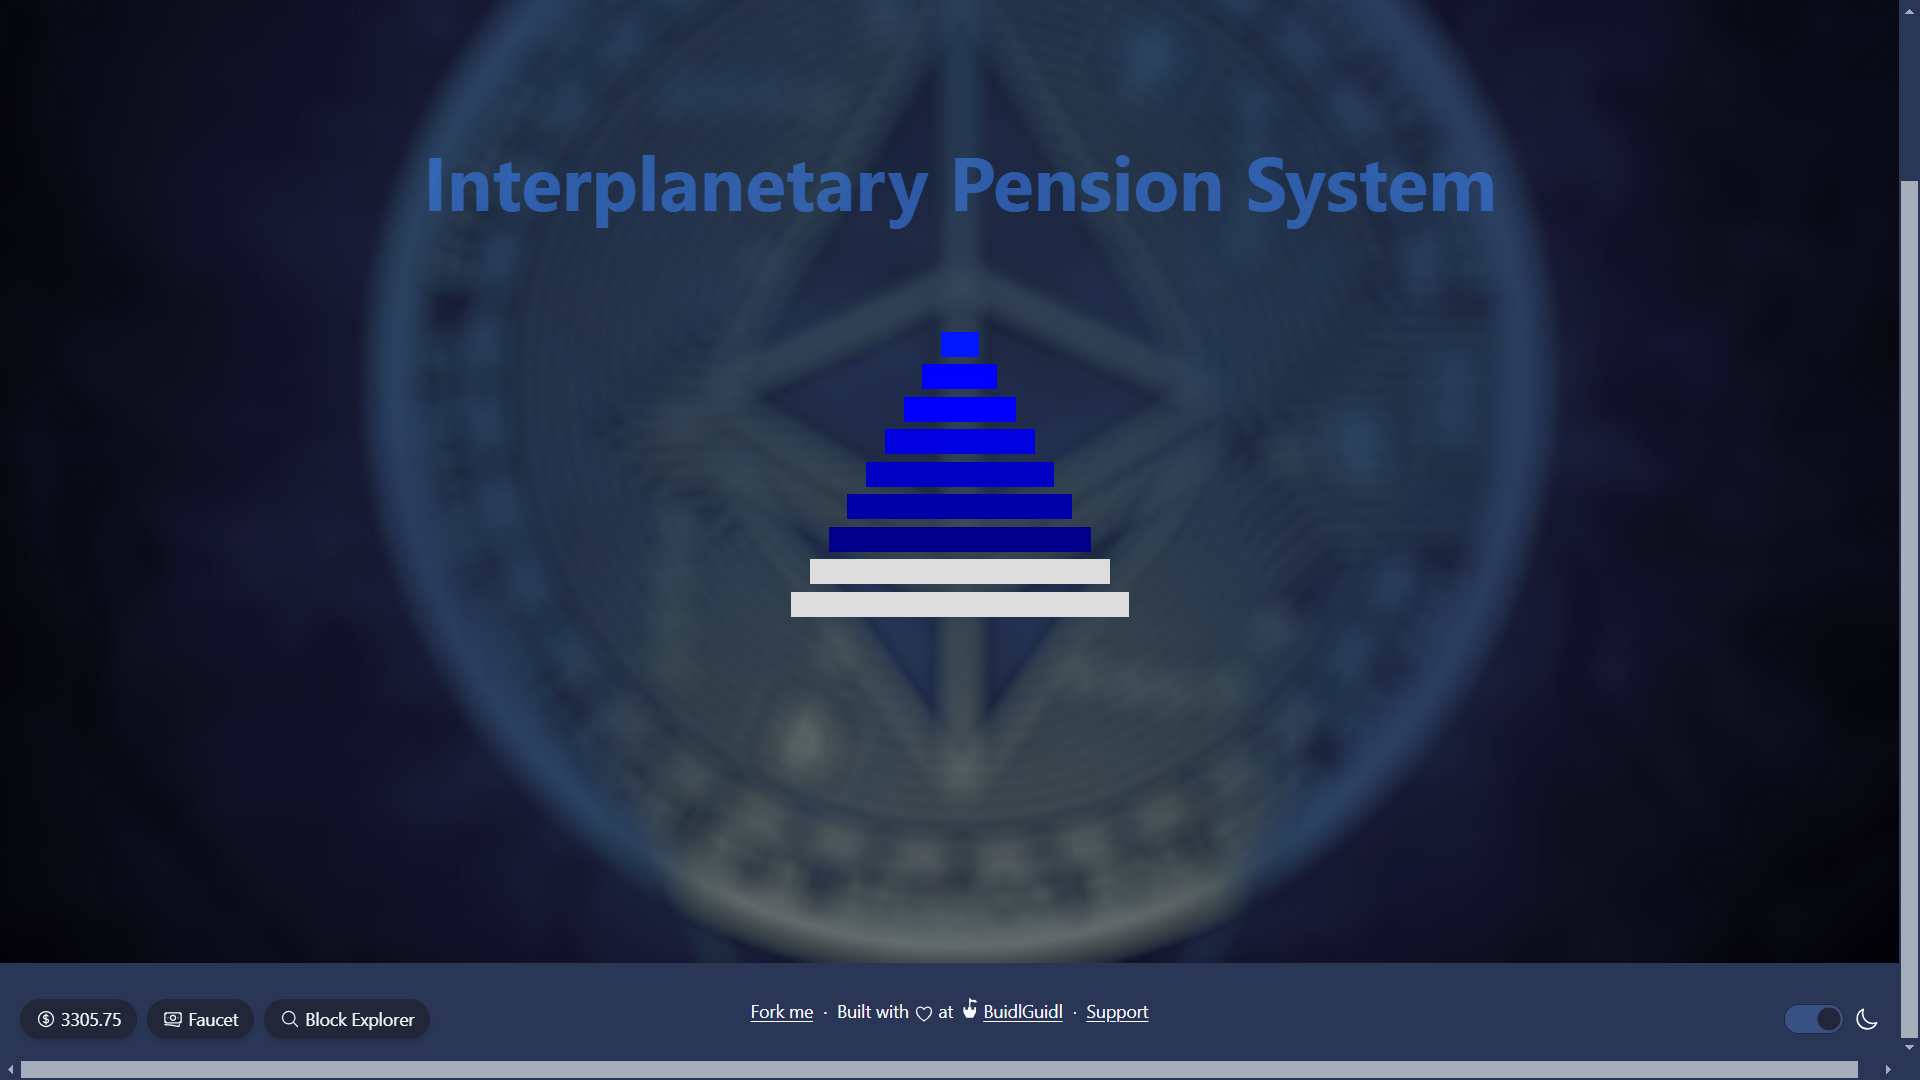 Interplanetary Pension System
3305.75 Faucet Block Explorer Fork me · Built with at BuidlGuidl · Support